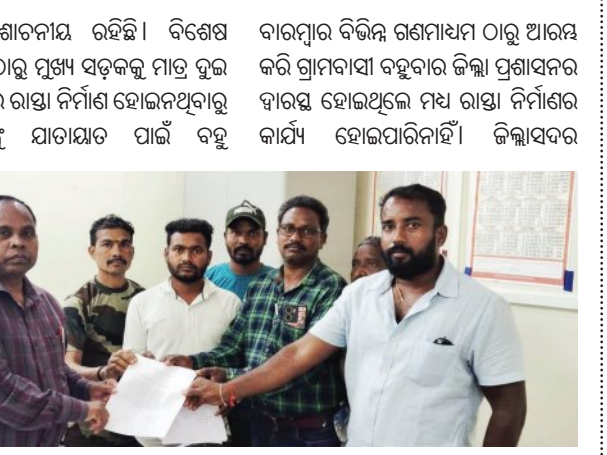 ଶୋଚନୀୟ ରହିଛି। ବିଶେଷ
ଠାରୁ ମୁଖ୍ୟ ସଡ଼କକୁ ମାତ୍ର ଦୁଇ
ରାସ୍ତା ନିର୍ମାଣ ହୋଇନଥିବାରୁ
ଯାତାୟାତ ପାଇଁ ବହୁ
ବାରମ୍ବାର ବିଭିନ୍ନ ଗଣମାଧ୍ୟମ ଠାରୁ ଆରମ୍ଭ
କରି ଗ୍ରାମବାସୀ ବହୁବାର ଜିଲ୍ଲା ପ୍ରଶାସନର
ଦ୍ୱାରସ୍ଥ ହୋଇଥିଲେ ମଧ୍ୟ ରାସ୍ତା ନିର୍ମାଣର
କାର୍ଯ୍ୟ ହୋଇପାରିନାହିଁ। ଜିଲ୍ଲାସଦର